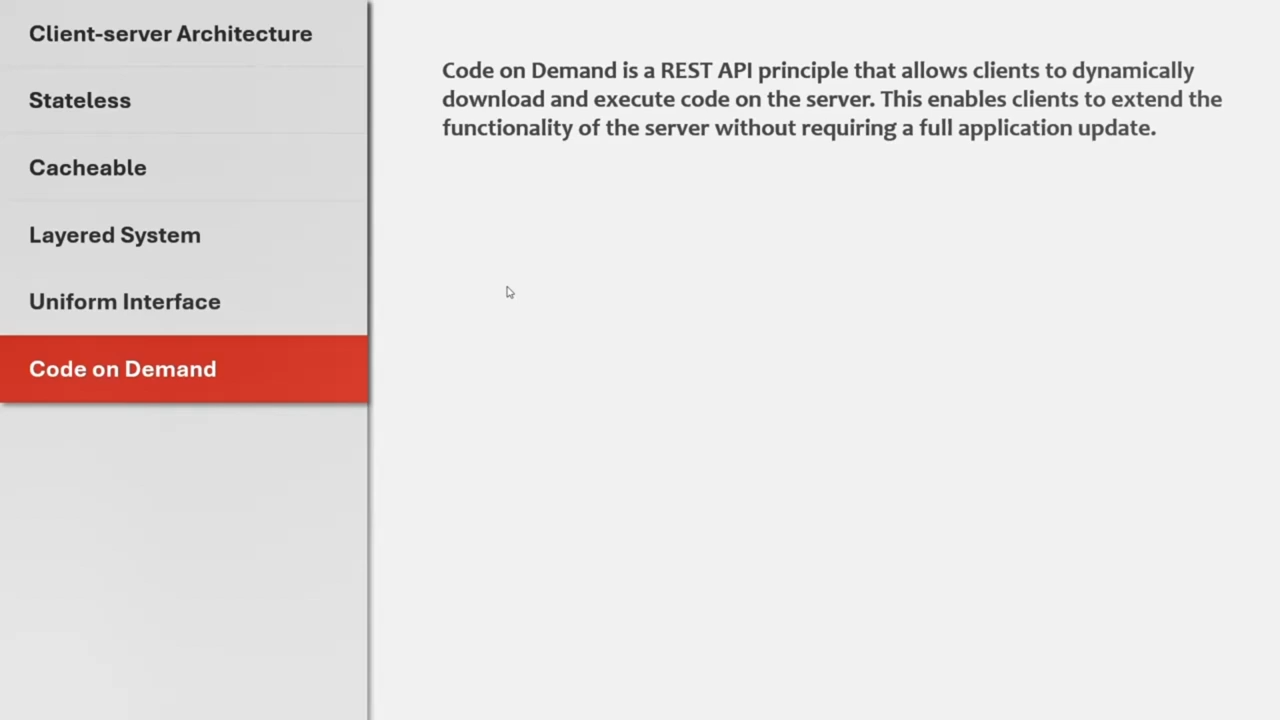 Client-server Architecture
Stateless
Cacheable
Layered System
Uniform Interface
Code on Demand
Code on Demand is a REST API principle that allows clients to dynamically
download and execute code on the server. This enables clients to extend the
functionality of the server without requiring a full application update.